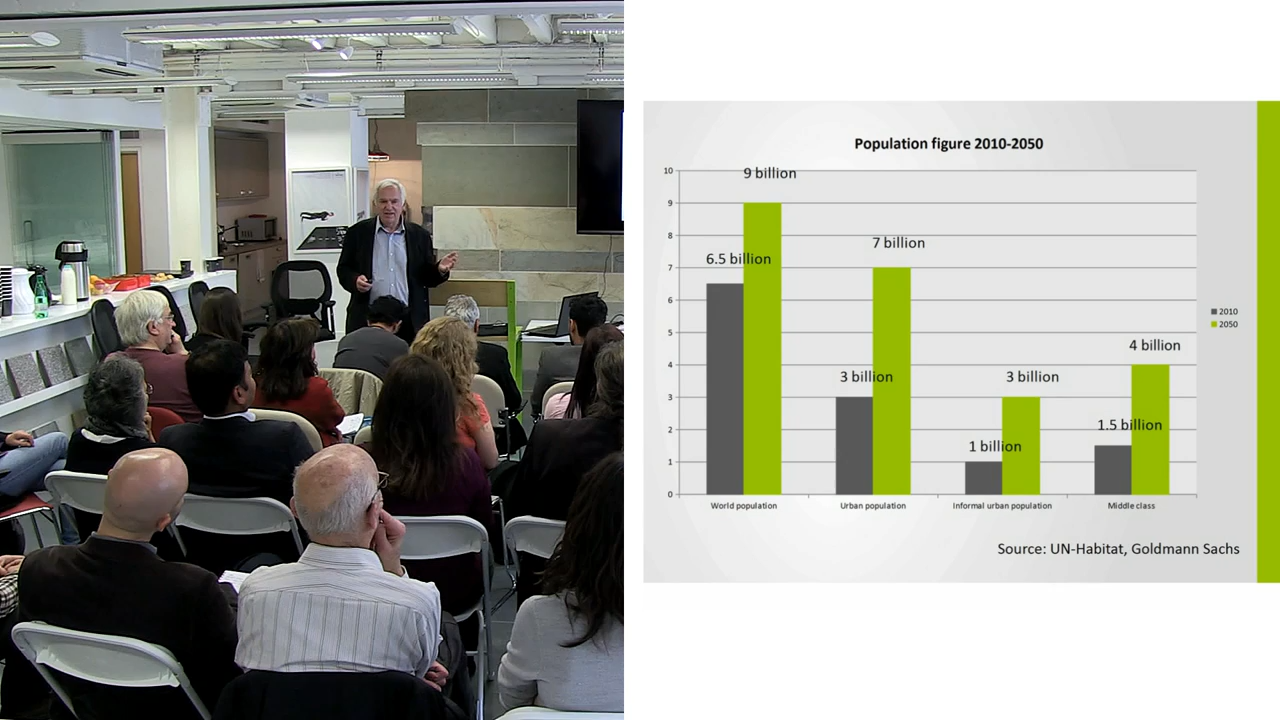 Population figure 2010-2050
10
9
8
7
6
5
4
3
2
1
0
9 billion
6.5 billion
7 billion
3 billion
3 billion
1 billion
4 billion
1.5 billion
World population
Urban population
Informal urban population
Middle class
2010
2050
Source: UN-Habitat, Goldmann Sachs